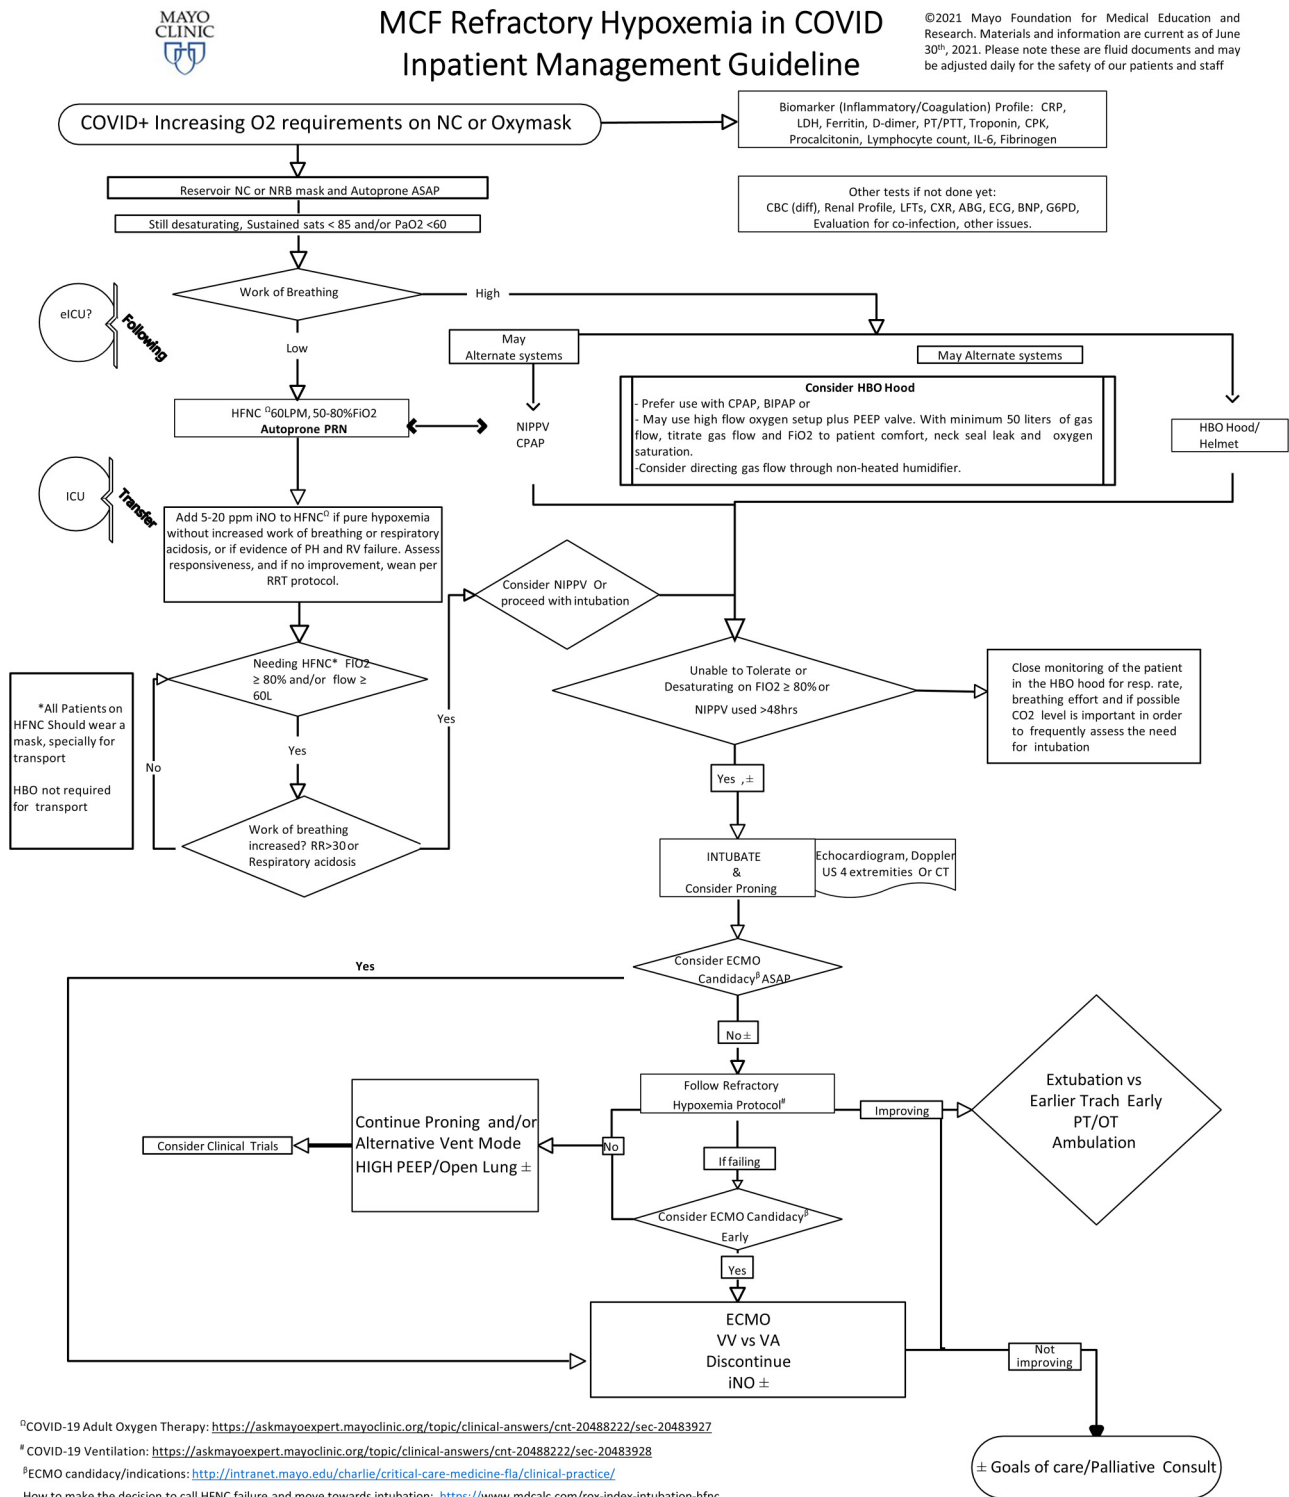 MAYO
CLINIC
MCF Refractory Hypoxemia in COVID
Inpatient Management Guideline
©2021 Mayo Foundation for Medical Education and
Research. Materials and information are current as of June
30th, 2021. Please note these are fluid documents and may
be adjusted daily for the safety of our patients and staff
COVID+ Increasing O2 requirements on NC or Oxymask
Biomarker (Inflammatory/Coagulation) Profile: CRP,
LDH, Ferritin, D-dimer, PT/PTT, Troponin, CPK,
Procalcitonin, Lymphocyte count, IL-6, Fibrinogen
Reservoir NC or NRB mask and Autoprone ASAP
Other tests if not done yet:
CBC (diff), Renal Profile, LFTs, CXR, ABG, ECG, BNP, G6PD,
Evaluation for co-infection, other issues.
Still desaturating, Sustained sats < 85 and/or PaO2 <60
Work of Breathing
High
eICU?
Following
Low
May
Alternate systems
May Alternate systems
HFNC Ω60LPM, 50-80%FiO2
Autoprone PRN
NIPPV
CPAP
Consider HBO Hood
- Prefer use with CPAP, BIPAP or
- May use high flow oxygen setup plus PEEP valve. With minimum 50 liters of gas
flow, titrate gas flow and FiO2 to patient comfort, neck seal leak and oxygen
saturation.
-Consider directing gas flow through non-heated humidifier.
HBO Hood/
Helmet
ICU
Transfer
Add 5-20 ppm iNO to HFNCΩ if pure hypoxemia
without increased work of breathing or respiratory
acidosis, or if evidence of PH and RV failure. Assess
responsiveness, and if no improvement, wean per
RRT protocol.
Consider NIPPV Or
proceed with intubation
Needing HFNC* FIO2
≥ 80% and/or flow ≥
60L
Unable to Tolerate or
Desaturating on FIO2 ≥ 80% or
NIPPV used >48hrs
Close monitoring of the patient
in the HBO hood for resp. rate,
breathing effort and if possible
CO2 level is important in order
to frequently assess the need
for intubation
*All Patients on
HFNC Should wear a
mask, specially for
transport
HBO not required
for transport
Yes
Yes
No
Yes ,±
Work of breathing
increased? RR>30 or
Respiratory acidosis
INTUBATE
&
Consider Proning
Echocardiogram, Doppler
US 4 extremities Or CT
Yes
Consider ECMO
Candidacyβ ASAP
No ±
Follow Refractory
Hypoxemia Protocol#
Improving
Extubation vs
Earlier Trach Early
PT/OT
Ambulation
Continue Proning and/or
Alternative Vent Mode
HIGH PEEP/Open Lung ±
Consider Clinical Trials
No
If failing
Consider ECMO Candidacyβ
Early
Yes
ECMO
VV vs VA
Discontinue
iNO ±
Not
improving
± Goals of care/Palliative Consult
ΩCOVID-19 Adult Oxygen Therapy: https://askmayoexpert.mayoclinic.org/topic/clinical-answers/cnt-20488222/sec-20483927
# COVID-19 Ventilation: https://askmayoexpert.mayoclinic.org/topic/clinical-answers/cnt-20488222/sec-20483928
βECMO candidacy/indications: http://intranet.mayo.edu/charlie/critical-care-medicine-fla/clinical-practice/
How to make the decision to call HFNC failure and move towards intubation: https://www.mdcalc.com/rox-index-intubation-hfnc